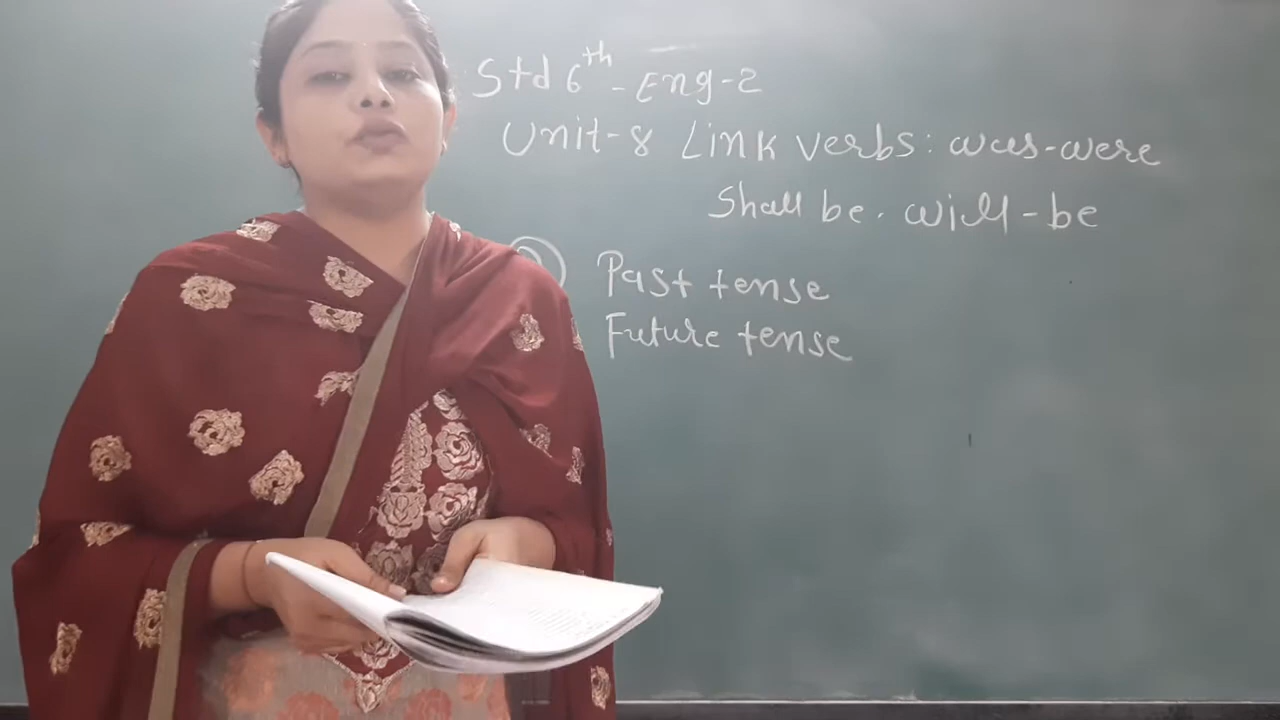 Std 6th - Eng-2
Unit-8 Link verbs: was-were
Shall be. will-be
Past tense
Future tense